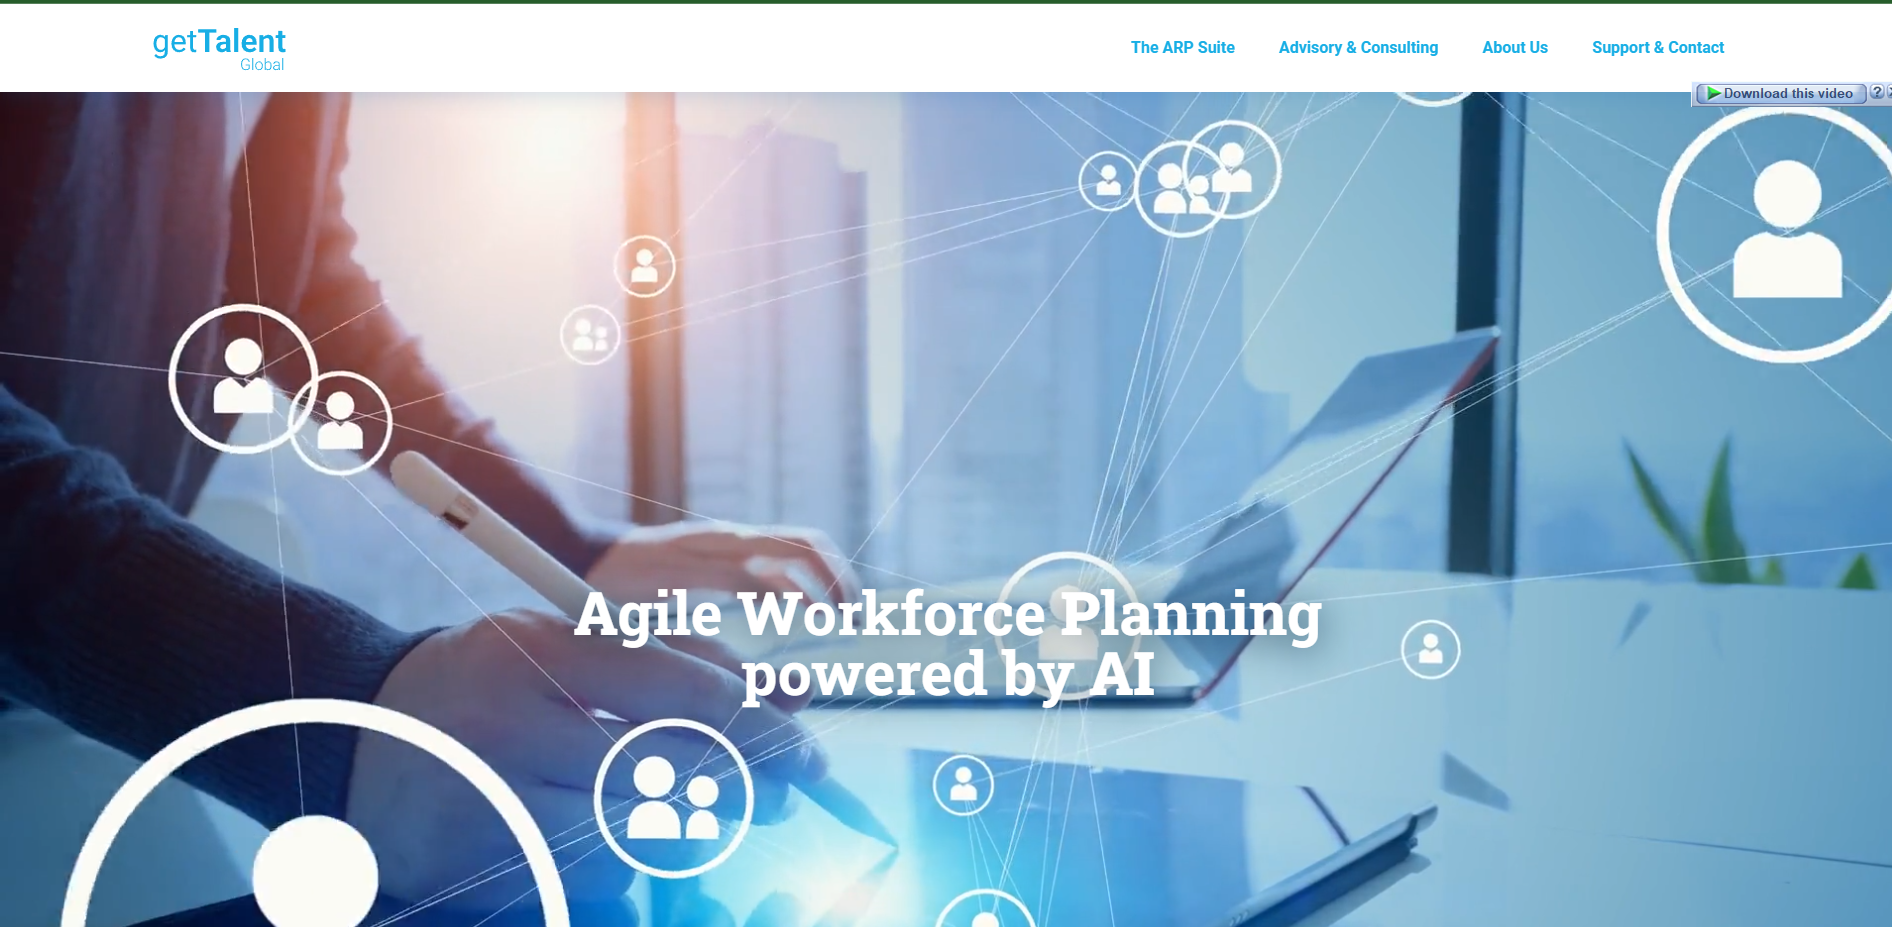 getTalent
Global
The ARP Suite
Advisory & Consulting
About Us
Support & Contact
Download this video
?
Agile Workforce Planning
powered by AI